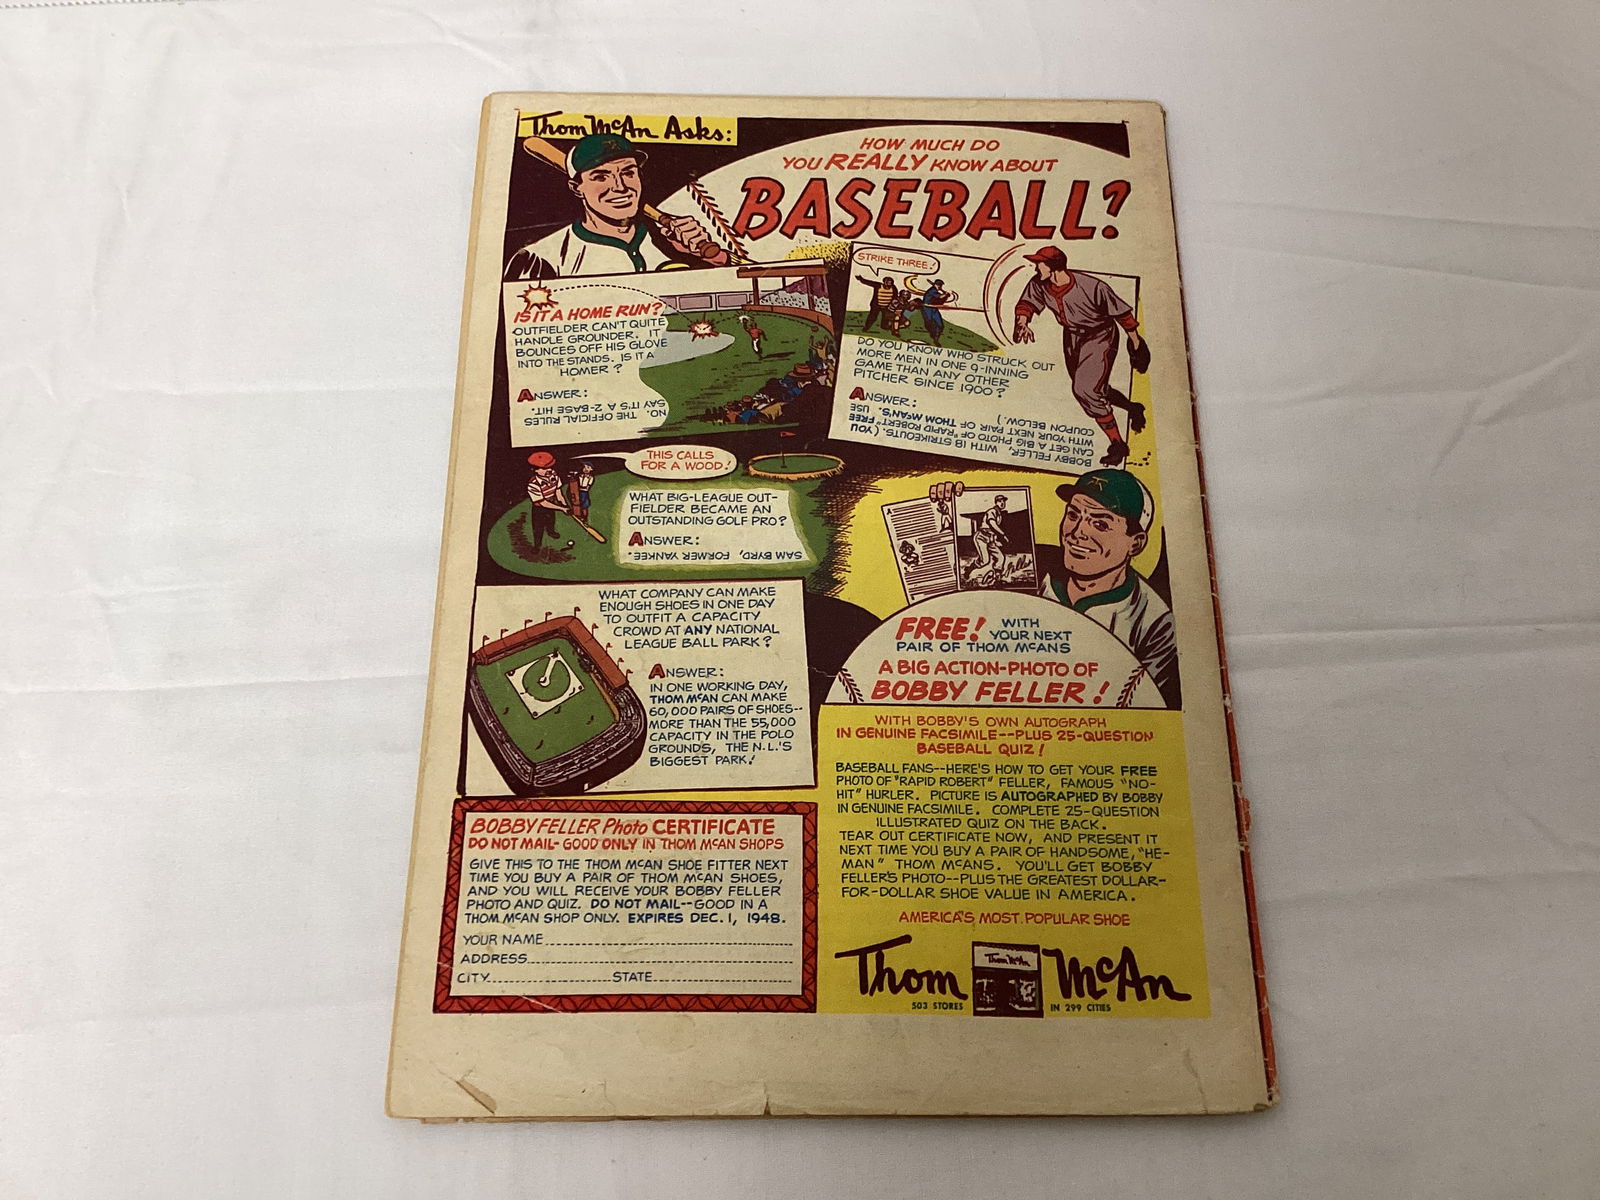 Thom McAn Asks:
HOW MUCH DO
YOU REALLY KNOW ABOUT
BASEBALL?
IS IT A HOME RUN?
OUTFIELDER CAN'T QUITE
HANDLE GROUNDER. IT
BOUNCES OFF HIS GLOVE
INTO THE STANDS. IS IT A
HOMER?
ANSWER:
NO. THE OFFICIAL RULES
SAY IT'S A 2-BASE HIT.
STRIKE THREE!
DO YOU KNOW WHO STRUCK OUT
MORE MEN IN ONE 9-INNING
GAME THAN ANY OTHER
PITCHER SINCE 1900?
ANSWER:
BOBBY FELLER, WITH 18 STRIKEOUTS. (YOU
CAN GET A BIG PHOTO OF "RAPID ROBERT" FREE
WITH YOUR NEXT PAIR OF THOM McAN'S. USE
COUPON BELOW.)
THIS CALLS
FOR A WOOD!
WHAT BIG-LEAGUE OUT-
FIELDER BECAME AN
OUTSTANDING GOLF PRO?
ANSWER:
SAM BYRD, FORMER YANKEE.
WHAT COMPANY CAN MAKE
ENOUGH SHOES IN ONE DAY
TO OUTFIT A CAPACITY
CROWD AT ANY NATIONAL
LEAGUE BALL PARK?
ANSWER:
IN ONE WORKING DAY,
THOM McAN CAN MAKE
60,000 PAIRS OF SHOES--
MORE THAN THE 55,000
CAPACITY IN THE POLO
GROUNDS, THE N.L.'S
BIGGEST PARK!
FREE! WITH
YOUR NEXT
PAIR OF THOM McANS
A BIG ACTION-PHOTO OF
BOBBY FELLER!
WITH BOBBY'S OWN AUTOGRAPH
IN GENUINE FACSIMILE--PLUS 25-QUESTION
BASEBALL QUIZ!
BASEBALL FANS--HERE'S HOW TO GET YOUR FREE
PHOTO OF "RAPID ROBERT" FELLER, FAMOUS "NO-
HIT" HURLER. PICTURE IS AUTOGRAPHED BY BOBBY
IN GENUINE FACSIMILE. COMPLETE 25-QUESTION
ILLUSTRATED QUIZ ON THE BACK.
TEAR OUT CERTIFICATE NOW, AND PRESENT IT
NEXT TIME YOU BUY A PAIR OF HANDSOME, "HE-
MAN" THOM McANS. YOU'LL GET BOBBY
FELLER'S PHOTO--PLUS THE GREATEST DOLLAR-
FOR-DOLLAR SHOE VALUE IN AMERICA.
AMERICA'S MOST POPULAR SHOE
Thom McAn
Thom McAn
503 STORES IN 299 CITIES
BOBBY FELLER Photo CERTIFICATE
DO NOT MAIL- GOOD ONLY IN THOM McAN SHOPS
GIVE THIS TO THE THOM McAN SHOE FITTER NEXT
TIME YOU BUY A PAIR OF THOM McAN SHOES,
AND YOU WILL RECEIVE YOUR BOBBY FELLER
PHOTO AND QUIZ. DO NOT MAIL--GOOD IN A
THOM McAN SHOP ONLY. EXPIRES DEC. 1, 1948.
YOUR NAME
ADDRESS
CITY STATE